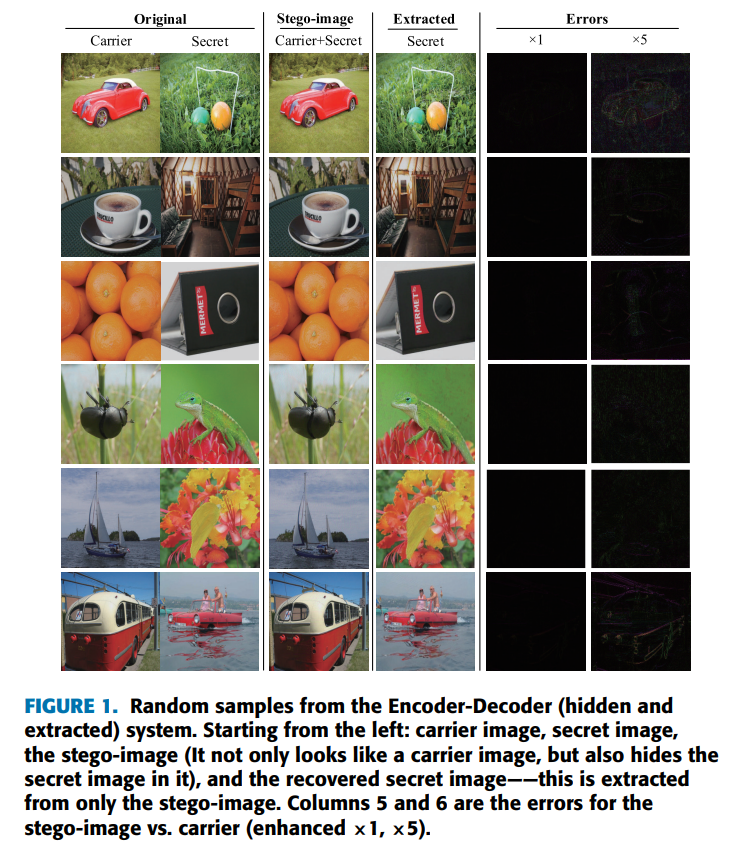 Original Stego-image Extracted Errors
Carrier Secret Carrier+Secret Secret ×1 ×5
MERMET
FIGURE 1. Random samples from the Encoder-Decoder (hidden and
extracted) system. Starting from the left: carrier image, secret image,
the stego-image (It not only looks like a carrier image, but also hides the
secret image in it), and the recovered secret image——this is extracted
from only the stego-image. Columns 5 and 6 are the errors for the
stego-image vs. carrier (enhanced ×1, ×5).